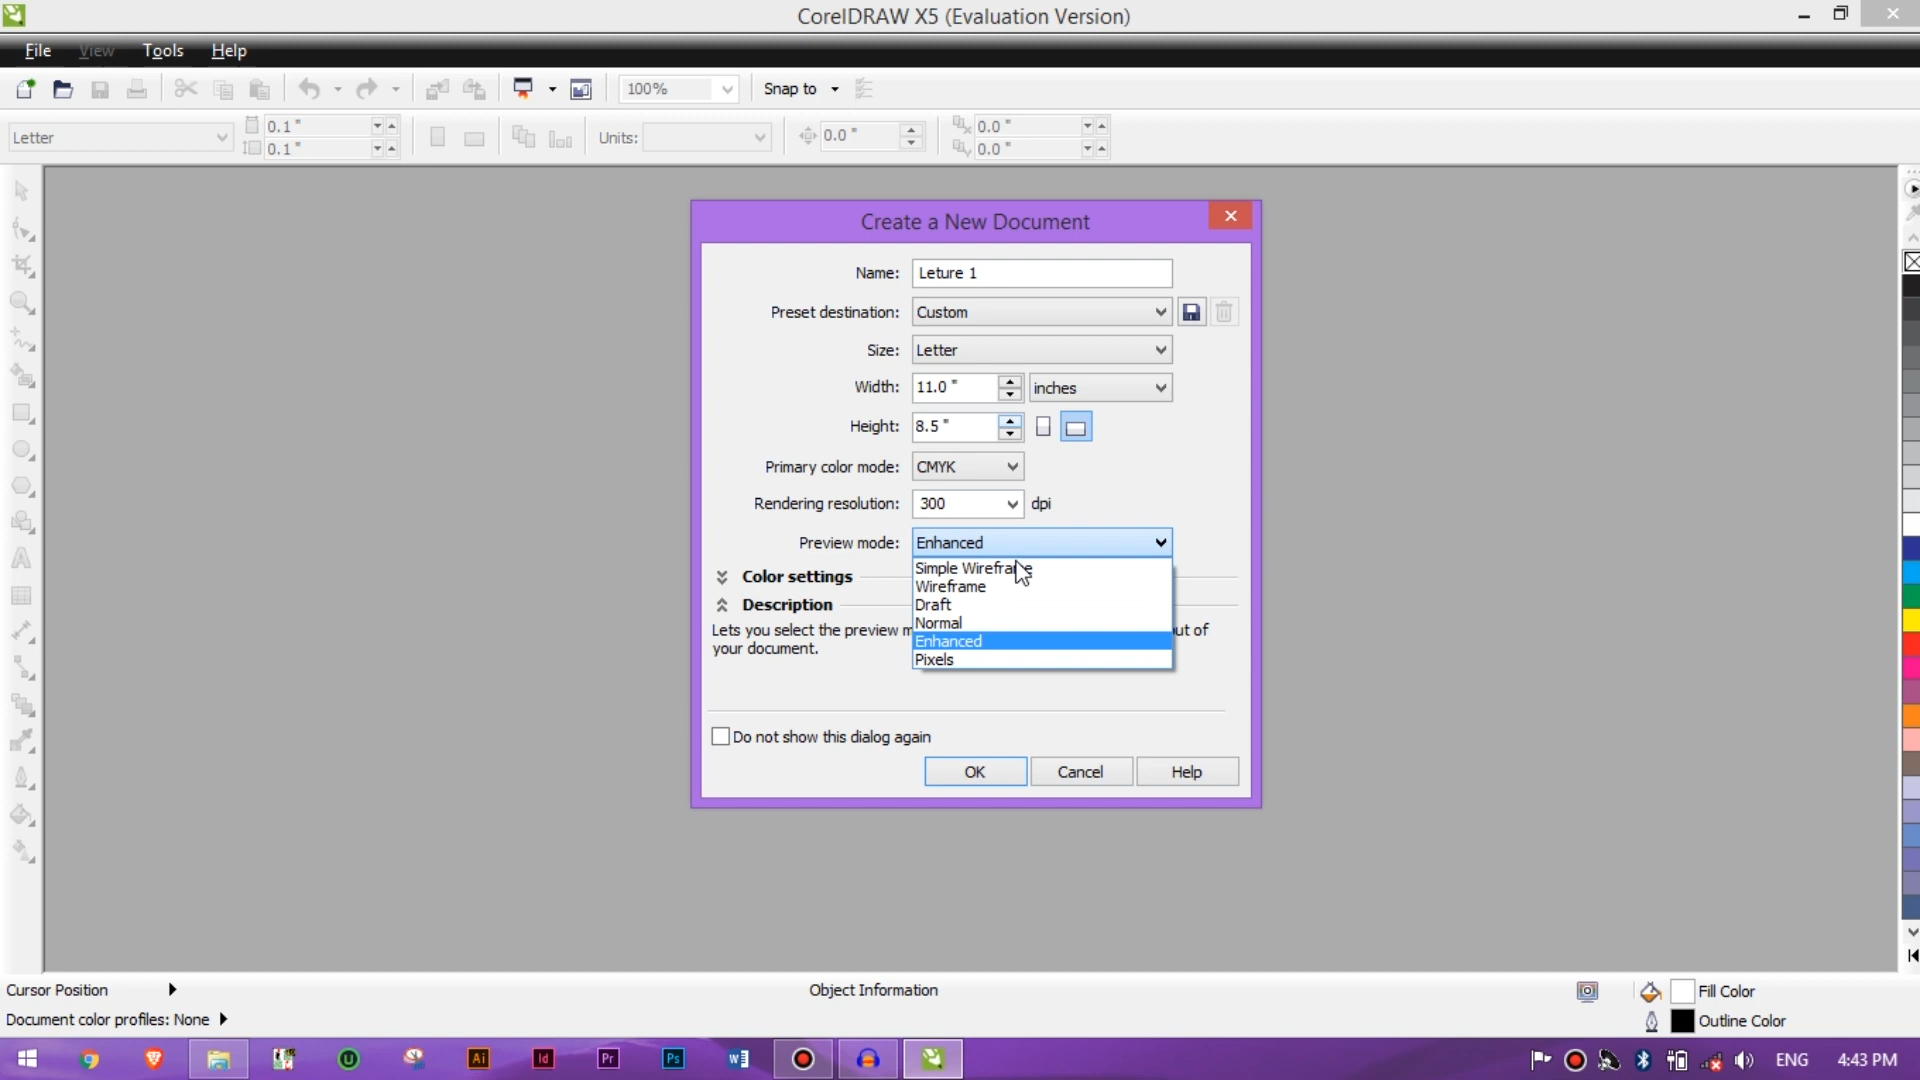 CorelDRAW X5 (Evaluation Version)
File View Tools Help
100% Snap to
Letter 0.1 " Units: 0.0 " 0.0 "
0.1 " 0.0 "
Create a New Document
Name: Leture 1
Preset destination: Custom
Size: Letter
Width: 11.0 " inches
Height: 8.5 "
Primary color mode: CMYK
Rendering resolution: 300 dpi
Preview mode: Enhanced
Simple Wireframe
Color settings
Wireframe
Description Draft
Normal
Lets you select the preview m ut of
Enhanced
your document.
Pixels
Do not show this dialog again
OK Cancel Help
Cursor Position Object Information Fill Color
Document color profiles: None Outline Color
Ai Id Pr Ps W ENG 4:43 PM